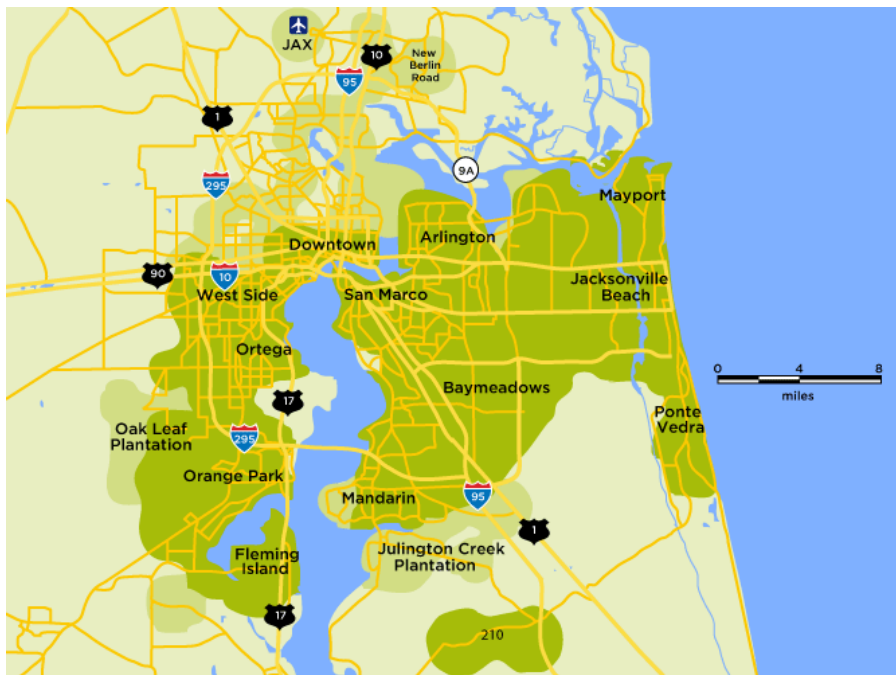 JAX
10
New
Berlin
Road
95
1
9A
295
Mayport
Downtown
Arlington
90
10
Jacksonville
Beach
West Side
San Marco
Ortega
0
4
8
miles
Baymeadows
17
Ponte
Vedra
Oak Leaf
Plantation
295
Orange Park
Mandarin
95
1
Julington Creek
Plantation
Fleming
Island
17
210